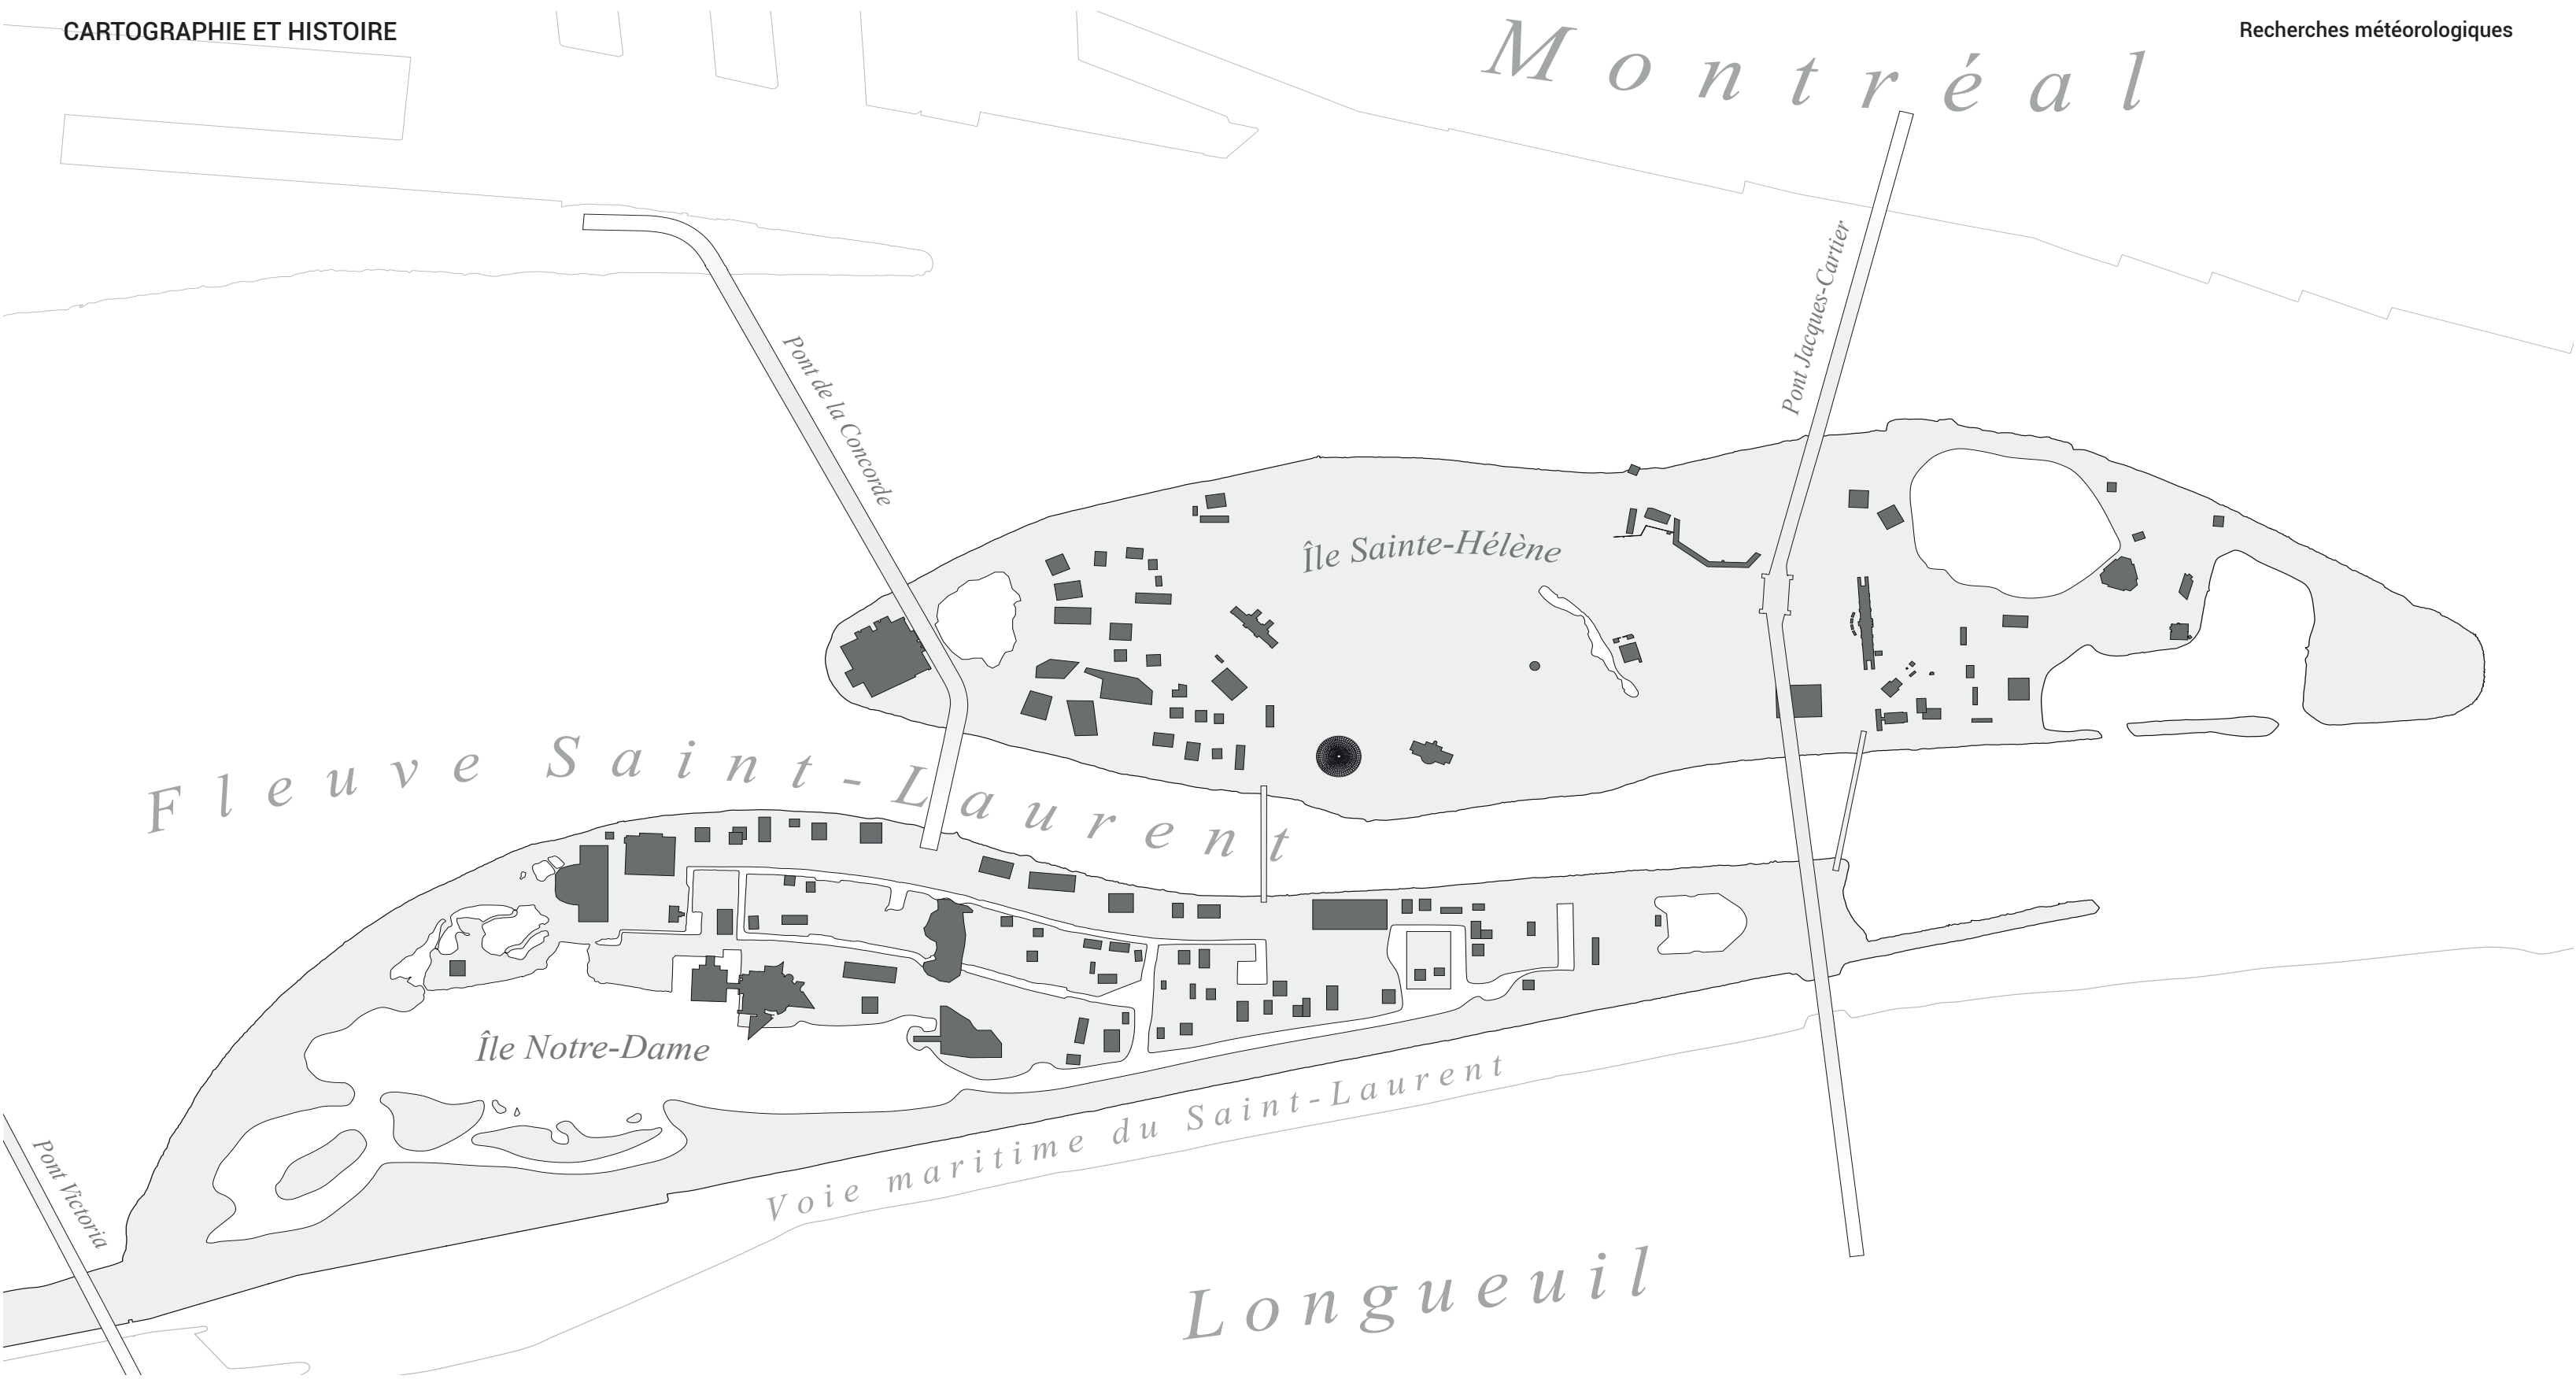 CARTOGRAPHIE ET HISTOIRE
Recherches météorologiques
Montréal
Pont Jacques-Cartier
Pont de la Concorde
Île Sainte-Hélène
Fleuve Saint-Laurent
Île Notre-Dame
Voie maritime du Saint-Laurent
Pont Victoria
Longueuil